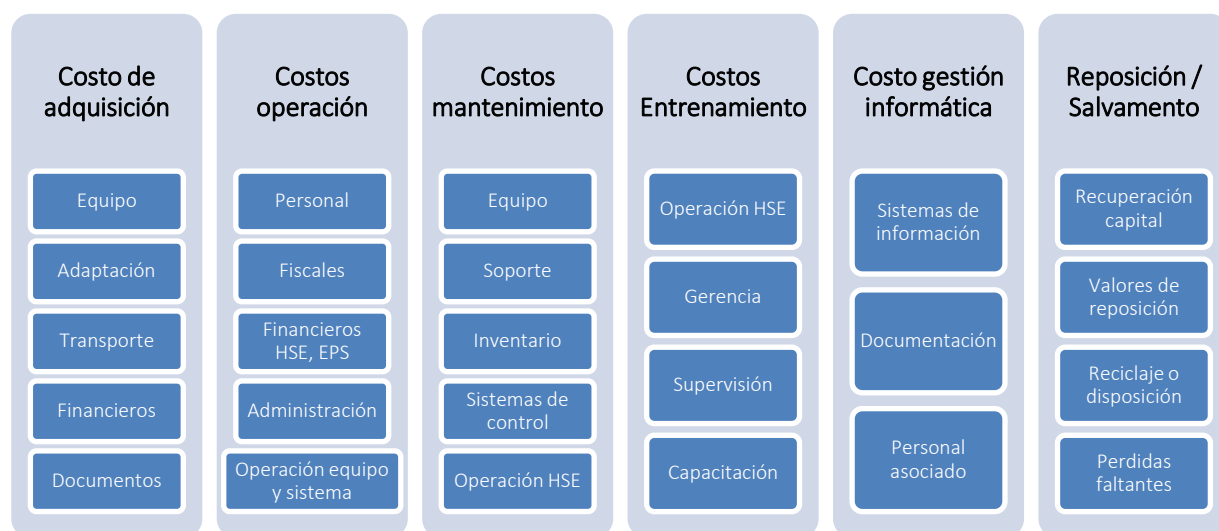 Costo de
adquisición
Equipo
Adaptación
Transporte
Financieros
Documentos
Costos
operación
Personal
Fiscales
Financieros
HSE, EPS
Administración
Operación equipo
y sistema
Costos
mantenimiento
Equipo
Soporte
Inventario
Sistemas de
control
Operación HSE
Costos
Entrenamiento
Operación HSE
Gerencia
Supervisión
Capacitación
Costo gestión
informática
Sistemas de
información
Documentación
Personal
asociado
Reposición /
Salvamento
Recuperación
capital
Valores de
reposición
Reciclaje o
disposición
Perdidas
faltantes